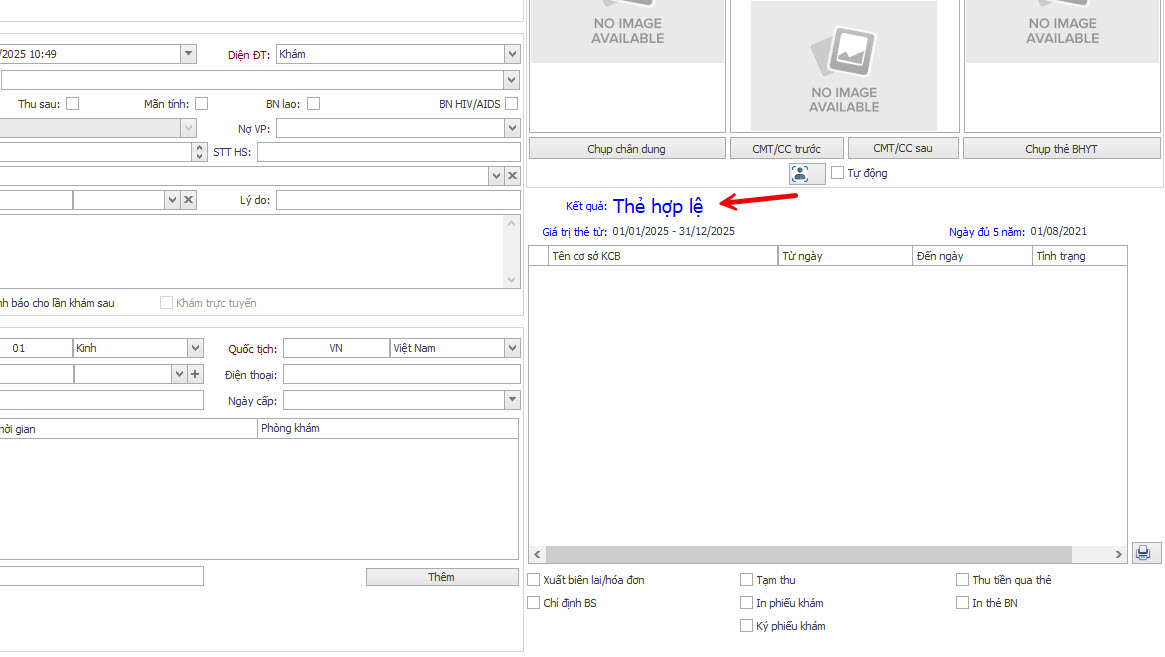 NO IMAGE
AVAILABLE
NO IMAGE
AVAILABLE
NO IMAGE
AVAILABLE
/2025 10:49
Diện ĐT: Khám
Thu sau:
Mãn tính:
BN lao:
BN HIV/AIDS
Nợ VP:
STT HS:
Lý do:
Chụp chân dung
CMT/CC trước
CMT/CC sau
Chụp thẻ BHYT
Tự động
Kết quả: Thẻ hợp lệ
Giá trị thẻ từ: 01/01/2025 - 31/12/2025
Ngày đủ 5 năm: 01/08/2021
Tên cơ sở KCB
Từ ngày
Đến ngày
Tình trạng
nh báo cho lần khám sau
Khám trực tuyến
01 Kinh
Quốc tịch: VN Việt Nam
Điện thoại:
Ngày cấp:
hời gian
Phòng khám
Thêm
Xuất biên lai/hóa đơn
Tạm thu
Thu tiền qua thẻ
Chỉ định BS
In phiếu khám
In thẻ BN
Ký phiếu khám